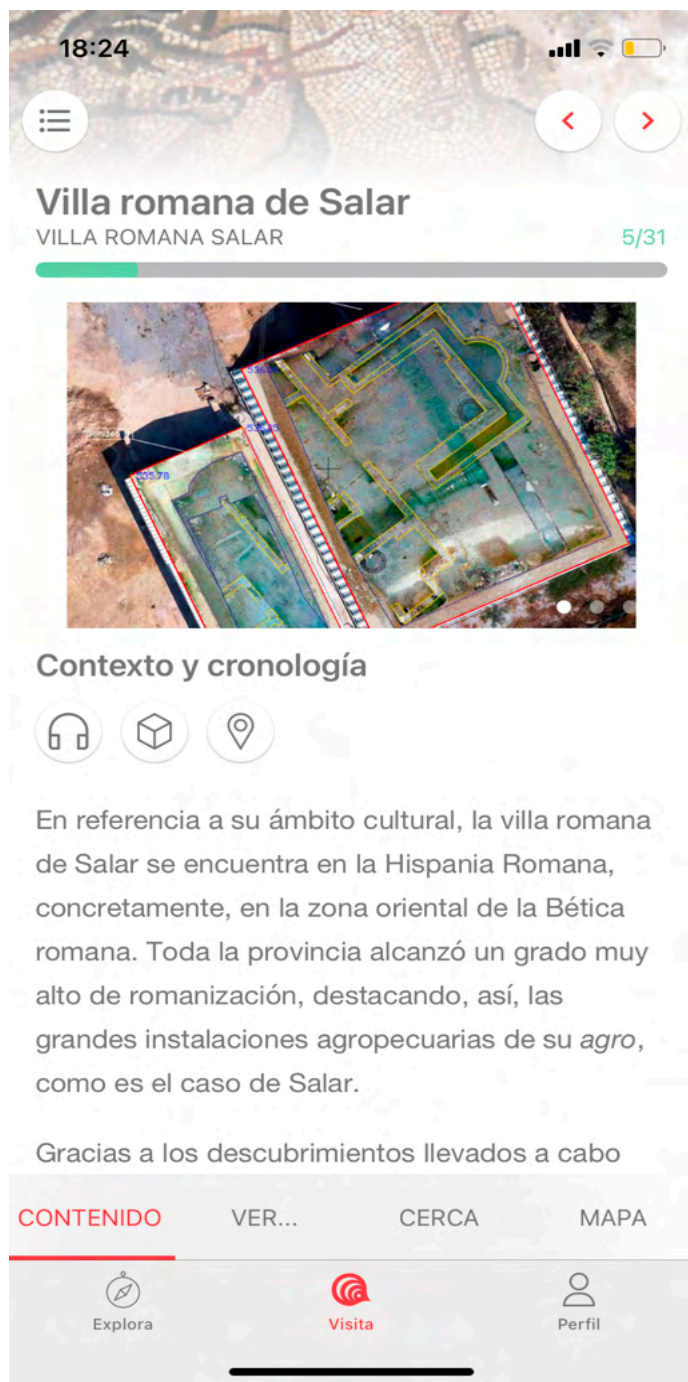 18:24
Villa romana de Salar
VILLA ROMANA SALAR
5/31
535.78
Contexto y cronología
En referencia a su ámbito cultural, la villa romana
de Salar se encuentra en la Hispania Romana,
concretamente, en la zona oriental de la Bética
romana. Toda la provincia alcanzó un grado muy
alto de romanización, destacando, así, las
grandes instalaciones agropecuarias de su agro,
como es el caso de Salar.
Gracias a los descubrimientos llevados a cabo
CONTENIDO
VER...
CERCA
MAPA
Explora
Visita
Perfil